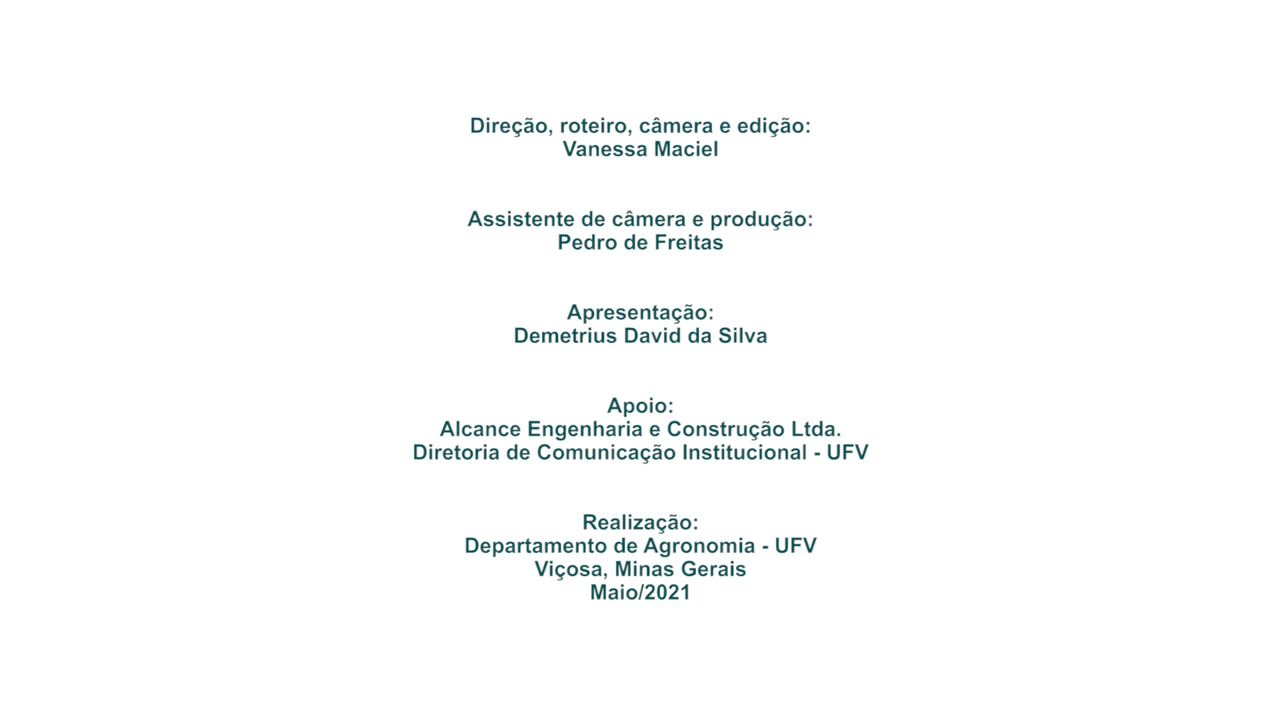 Direção, roteiro, câmera e edição:
Vanessa Maciel
Assistente de câmera e produção:
Pedro de Freitas
Apresentação:
Demetrius David da Silva
Apoio:
Alcance Engenharia e Construção Ltda.
Diretoria de Comunicação Institucional - UFV
Realização:
Departamento de Agronomia - UFV
Viçosa, Minas Gerais
Maio/2021